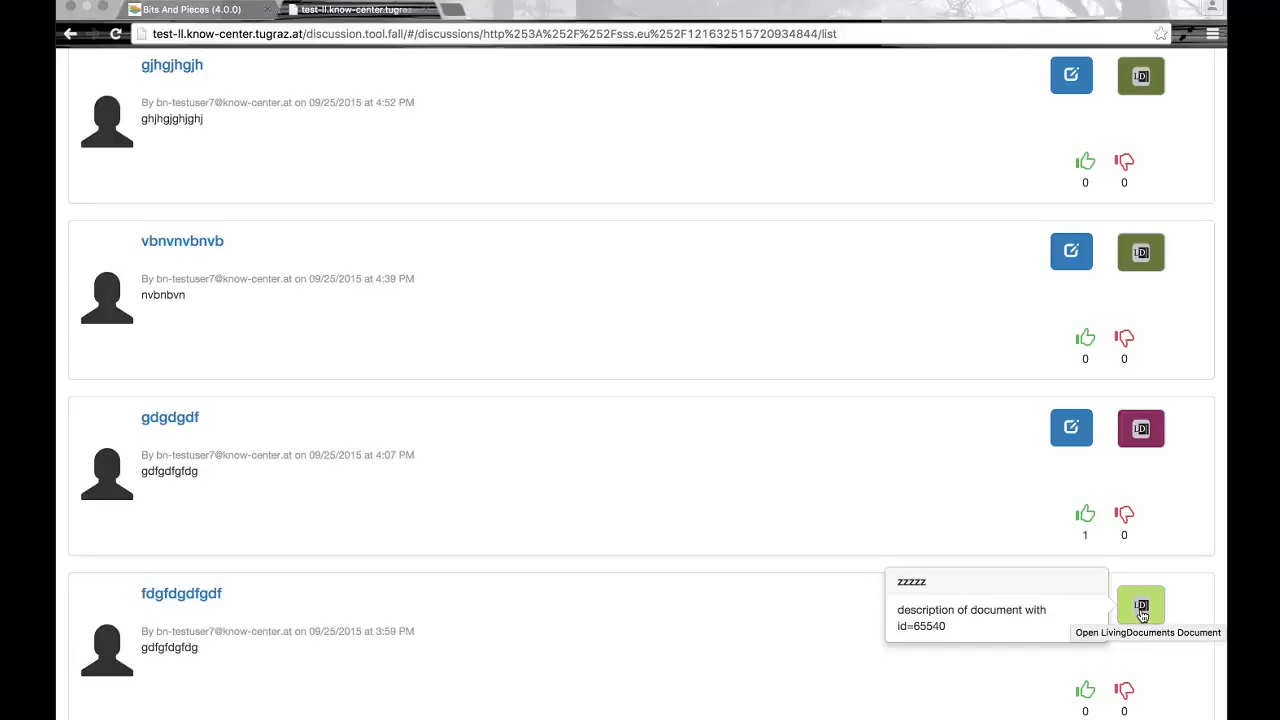 Bits And Pieces (4.0.0)
test-ll.know-center.tugraz
test-ll.know-center.tugraz.at/discussion.tool.fall/#/discussions/http%253A%252F%252Fsss.eu%252F121632515720934844/list
gjhgjhgjh
By bn-testuser7@know-center.at on 09/25/2015 at 4:52 PM
ghjhgjghjghj
LD
0
0
vbnvnvbnvb
By bn-testuser7@know-center.at on 09/25/2015 at 4:39 PM
nvbnbvn
LD
0
0
gdgdgdf
By bn-testuser7@know-center.at on 09/25/2015 at 4:07 PM
gdfgdfgfdg
LD
1
0
fdgfdgdfgdf
By bn-testuser7@know-center.at on 09/25/2015 at 3:59 PM
gdfgfdgfdg
zzzzz
description of document with
id=65540
LD
Open LivingDocuments Document
0
0